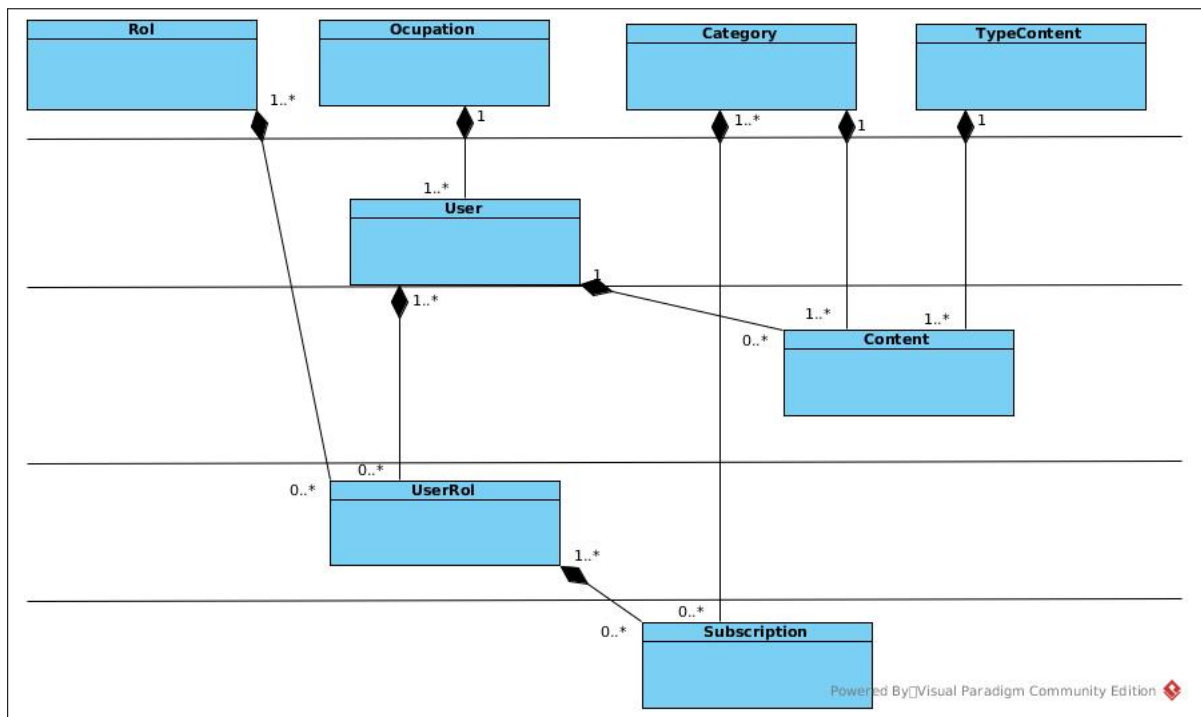 Rol
Ocupation
Category
TypeContent
1..*
1
1..*
1
1
1..*
User
1
1..*
1..*
1..*
0..*
Content
0..*
0..*
UserRol
1..*
0..*
0..*
Subscription
Powered By Visual Paradigm Community Edition